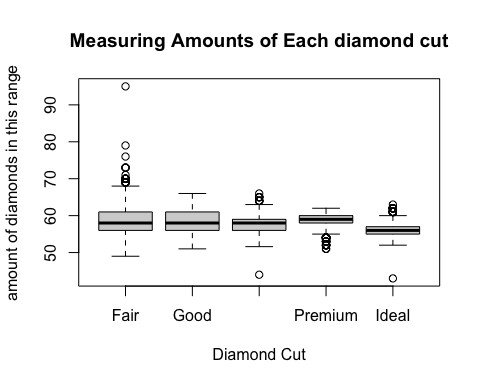 Measuring Amounts of Each diamond cut
amount of diamonds in this range
90
80
70
60
50
Fair Good Premium Ideal
Diamond Cut